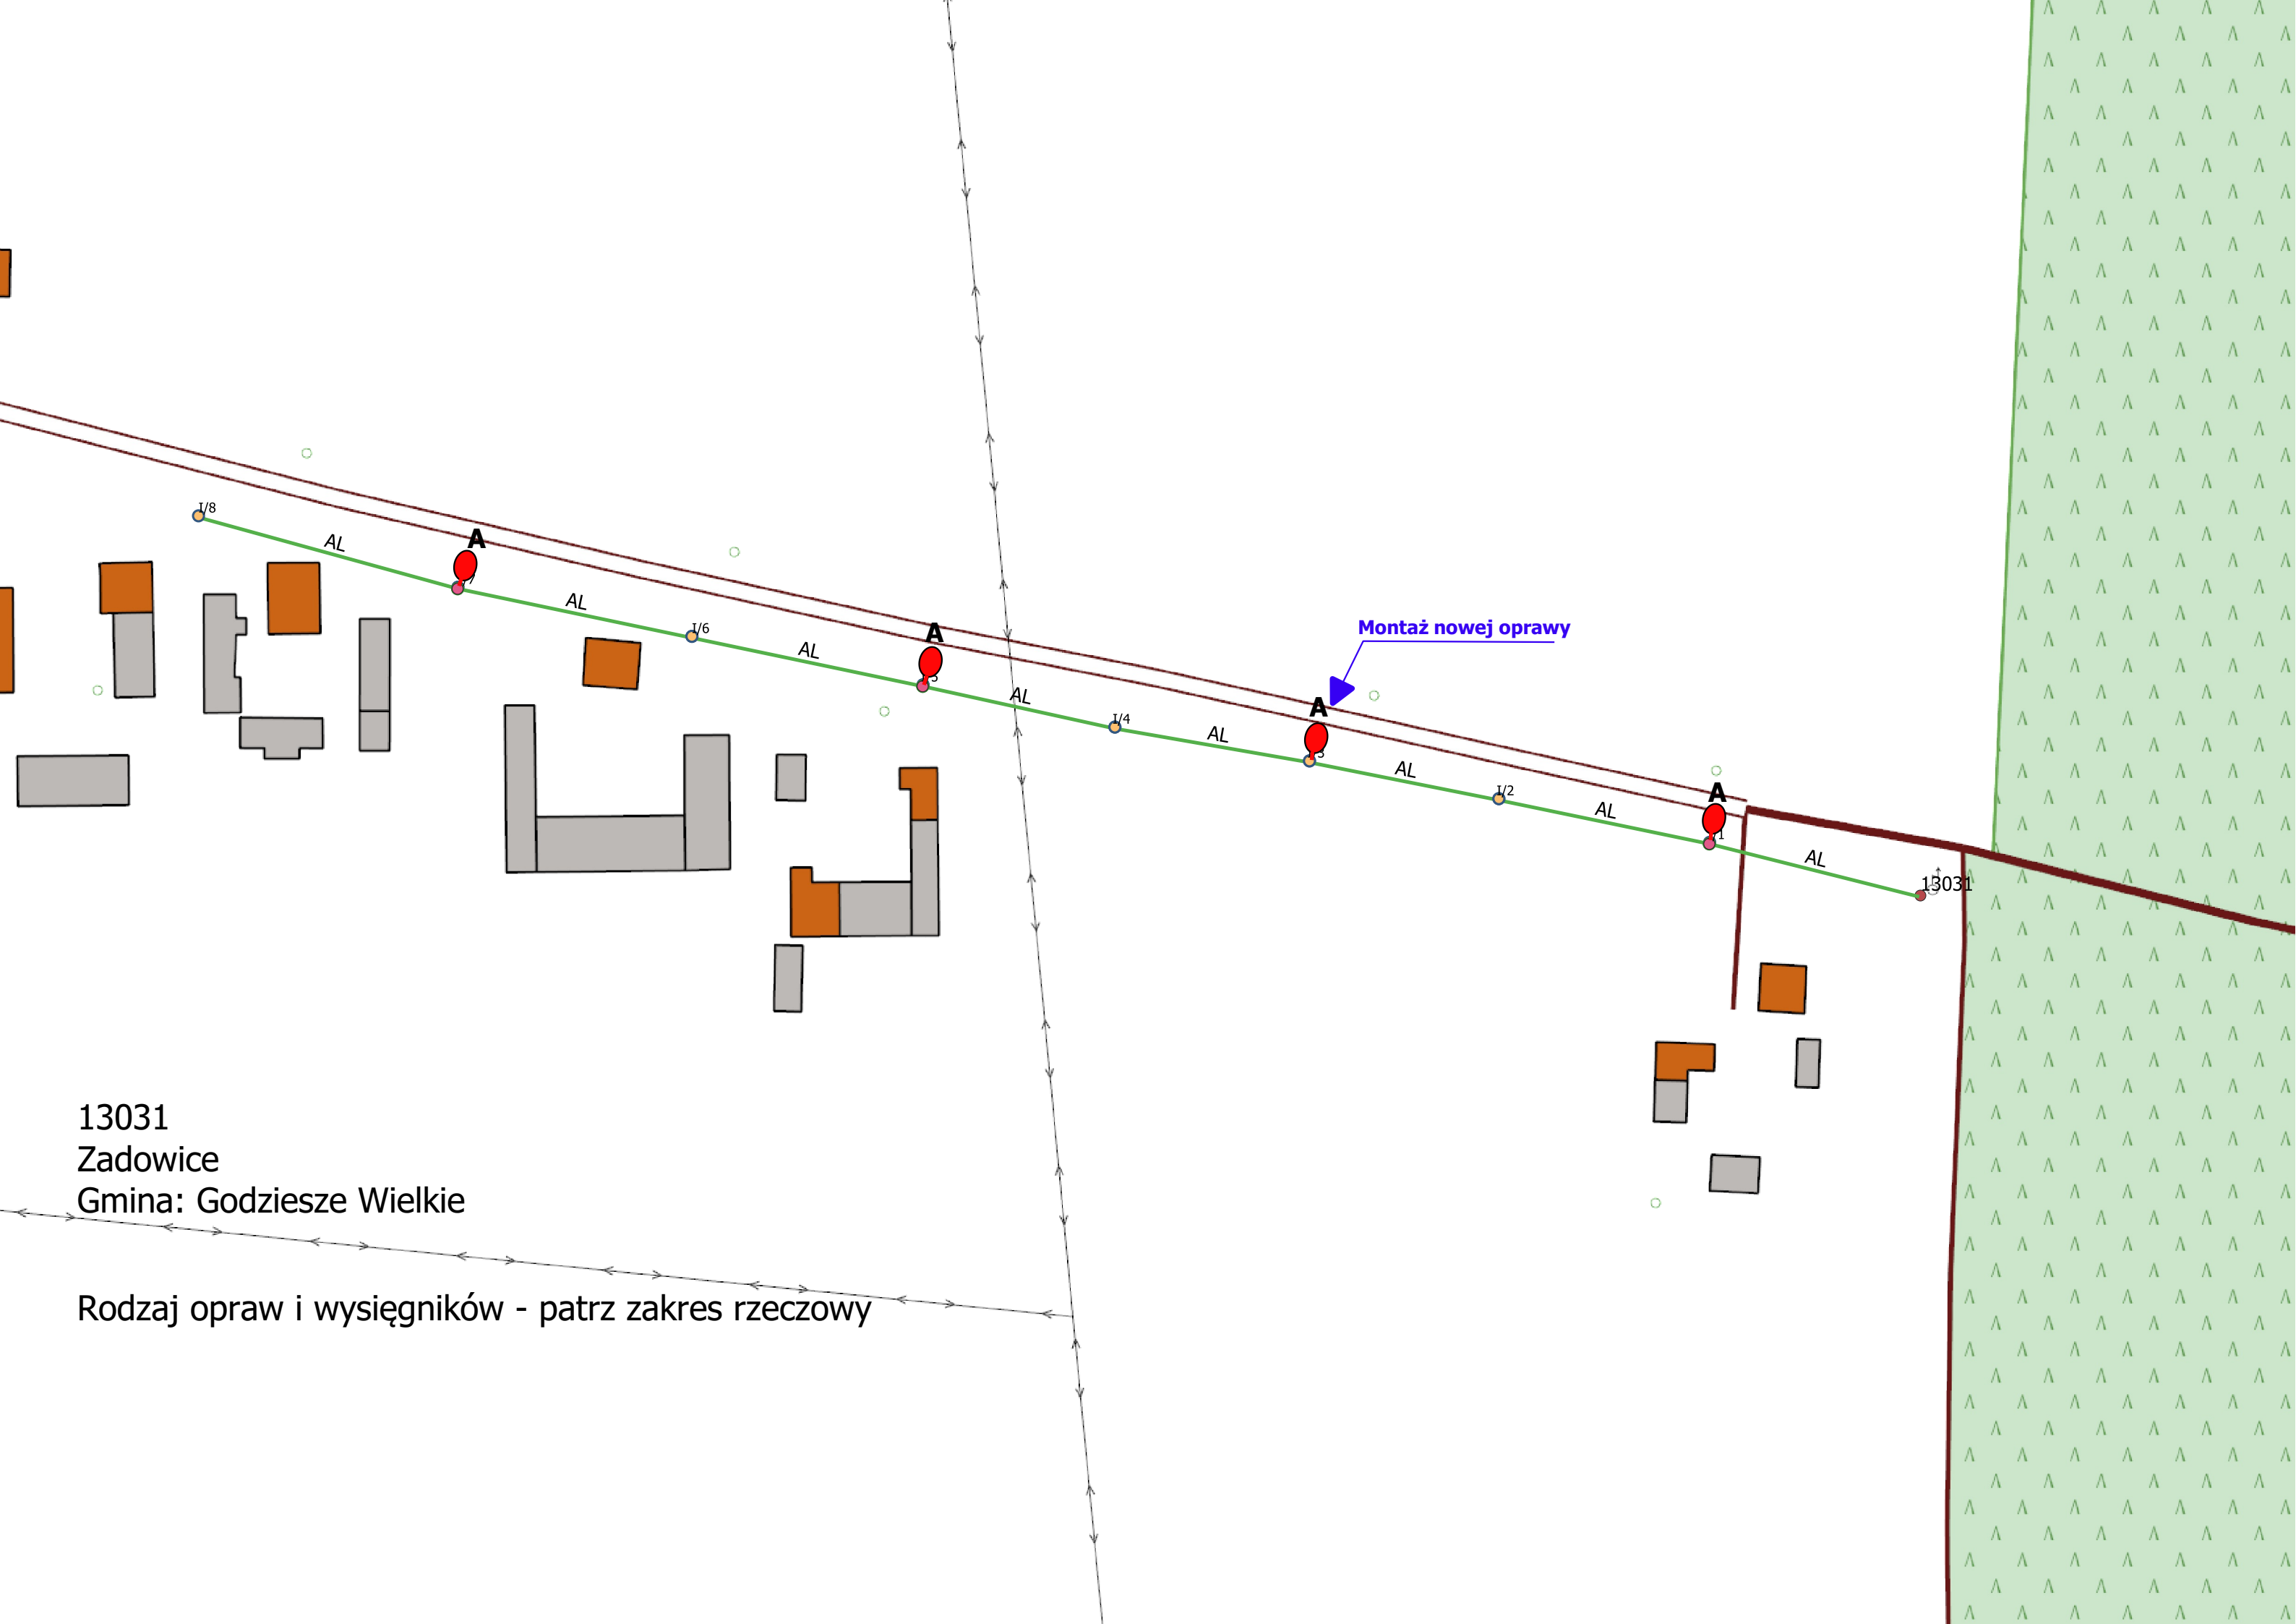 I/8
AL
A
AL
I/6
AL
A
AL
I/4
AL
Montaż nowej oprawy
A
AL
I/2
AL
A
AL
13031
13031
Zadowice
Gmina: Godziesze Wielkie
Rodzaj opraw i wysięgników - patrz zakres rzeczowy